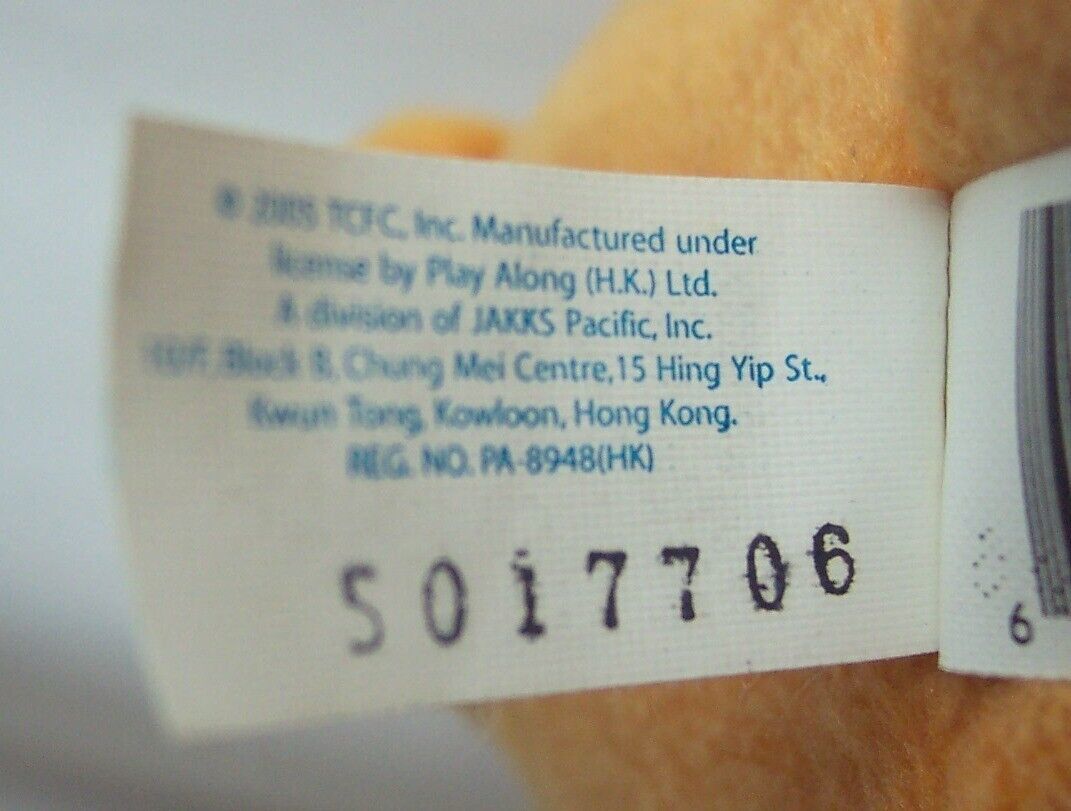 © 2005 TCFC, Inc. Manufactured under
license by Play Along (H.K.) Ltd.
A division of JAKKS Pacific, Inc.
Block B, Chung Mei Centre,15 Hing Yip St.,
Kwun Tong, Kowloon, Hong Kong.
REG. NO. PA-8948(HK)
S017706
6